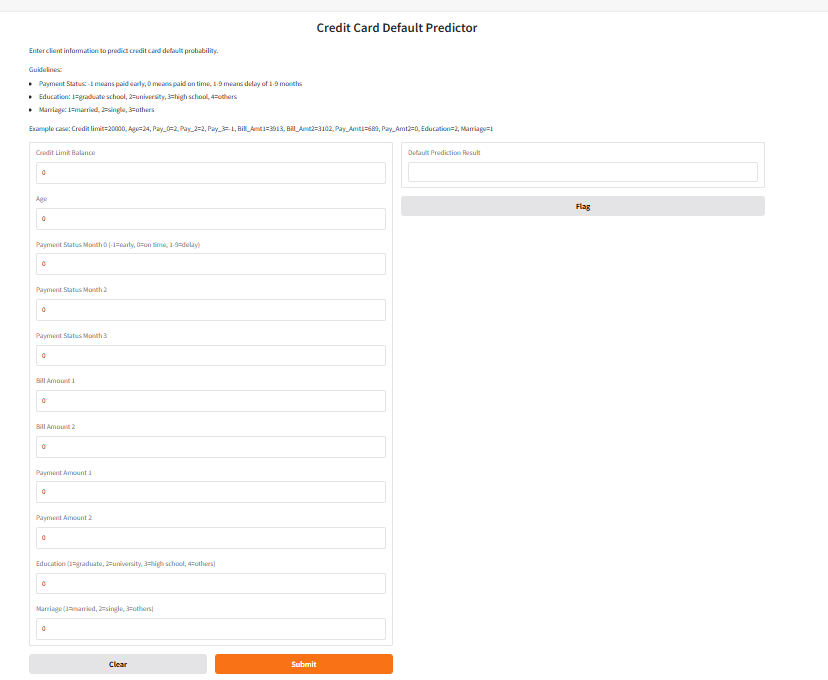 Credit Card Default Predictor
Enter client information to predict credit card default probability.
Guidelines:
Payment Status: -1 means paid early, 0 means paid on time, 1-9 means delay of 1-9 months
Education: 1=graduate school, 2=university, 3=high school, 4=others
Marriage: 1=married, 2=single, 3=others
Example case: Credit limit=20000, Age=24, Pay_0=2, Pay_2=2, Pay_3=-1, Bill_Amt1=3913, Bill_Amt2=3102, Pay_Amt1=689, Pay_Amt2=0, Education=2, Marriage=1
Credit Limit Balance
0
Age
0
Payment Status Month 0 (-1=early, 0=on time, 1-9=delay)
0
Payment Status Month 2
0
Payment Status Month 3
0
Bill Amount 1
0
Bill Amount 2
0
Payment Amount 1
0
Payment Amount 2
0
Education (1=graduate, 2=university, 3=high school, 4=others)
0
Marriage (1=married, 2=single, 3=others)
0
Clear
Submit
Default Prediction Result
Flag